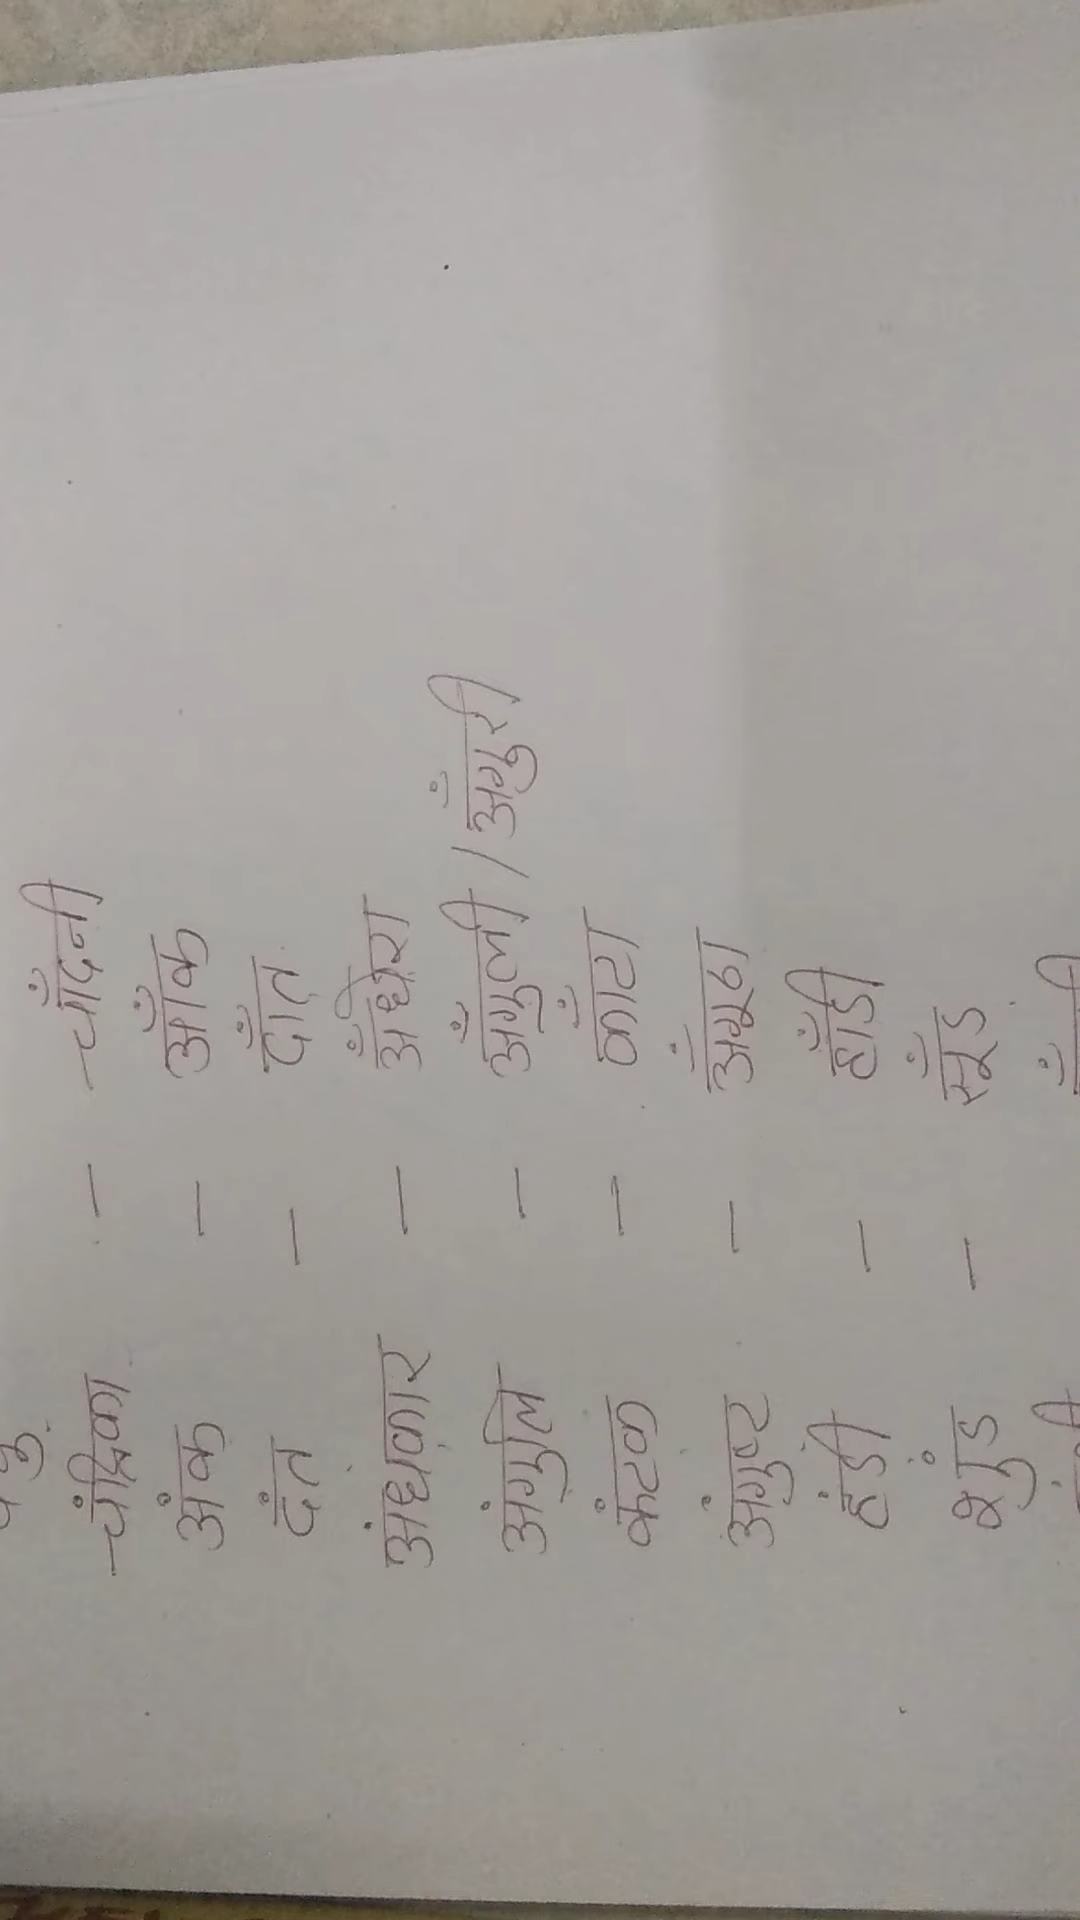 चंद्रिका - चाँदनी
अंक - आँक
दंत - दाँत
अंधकार - अँधेरा
अंगुलि - अँगुली / अँगुरी
कंटक - काँटा
अंगुष्ट - अँगूठा
हंडी - हाँडी
शुंड - सूँड